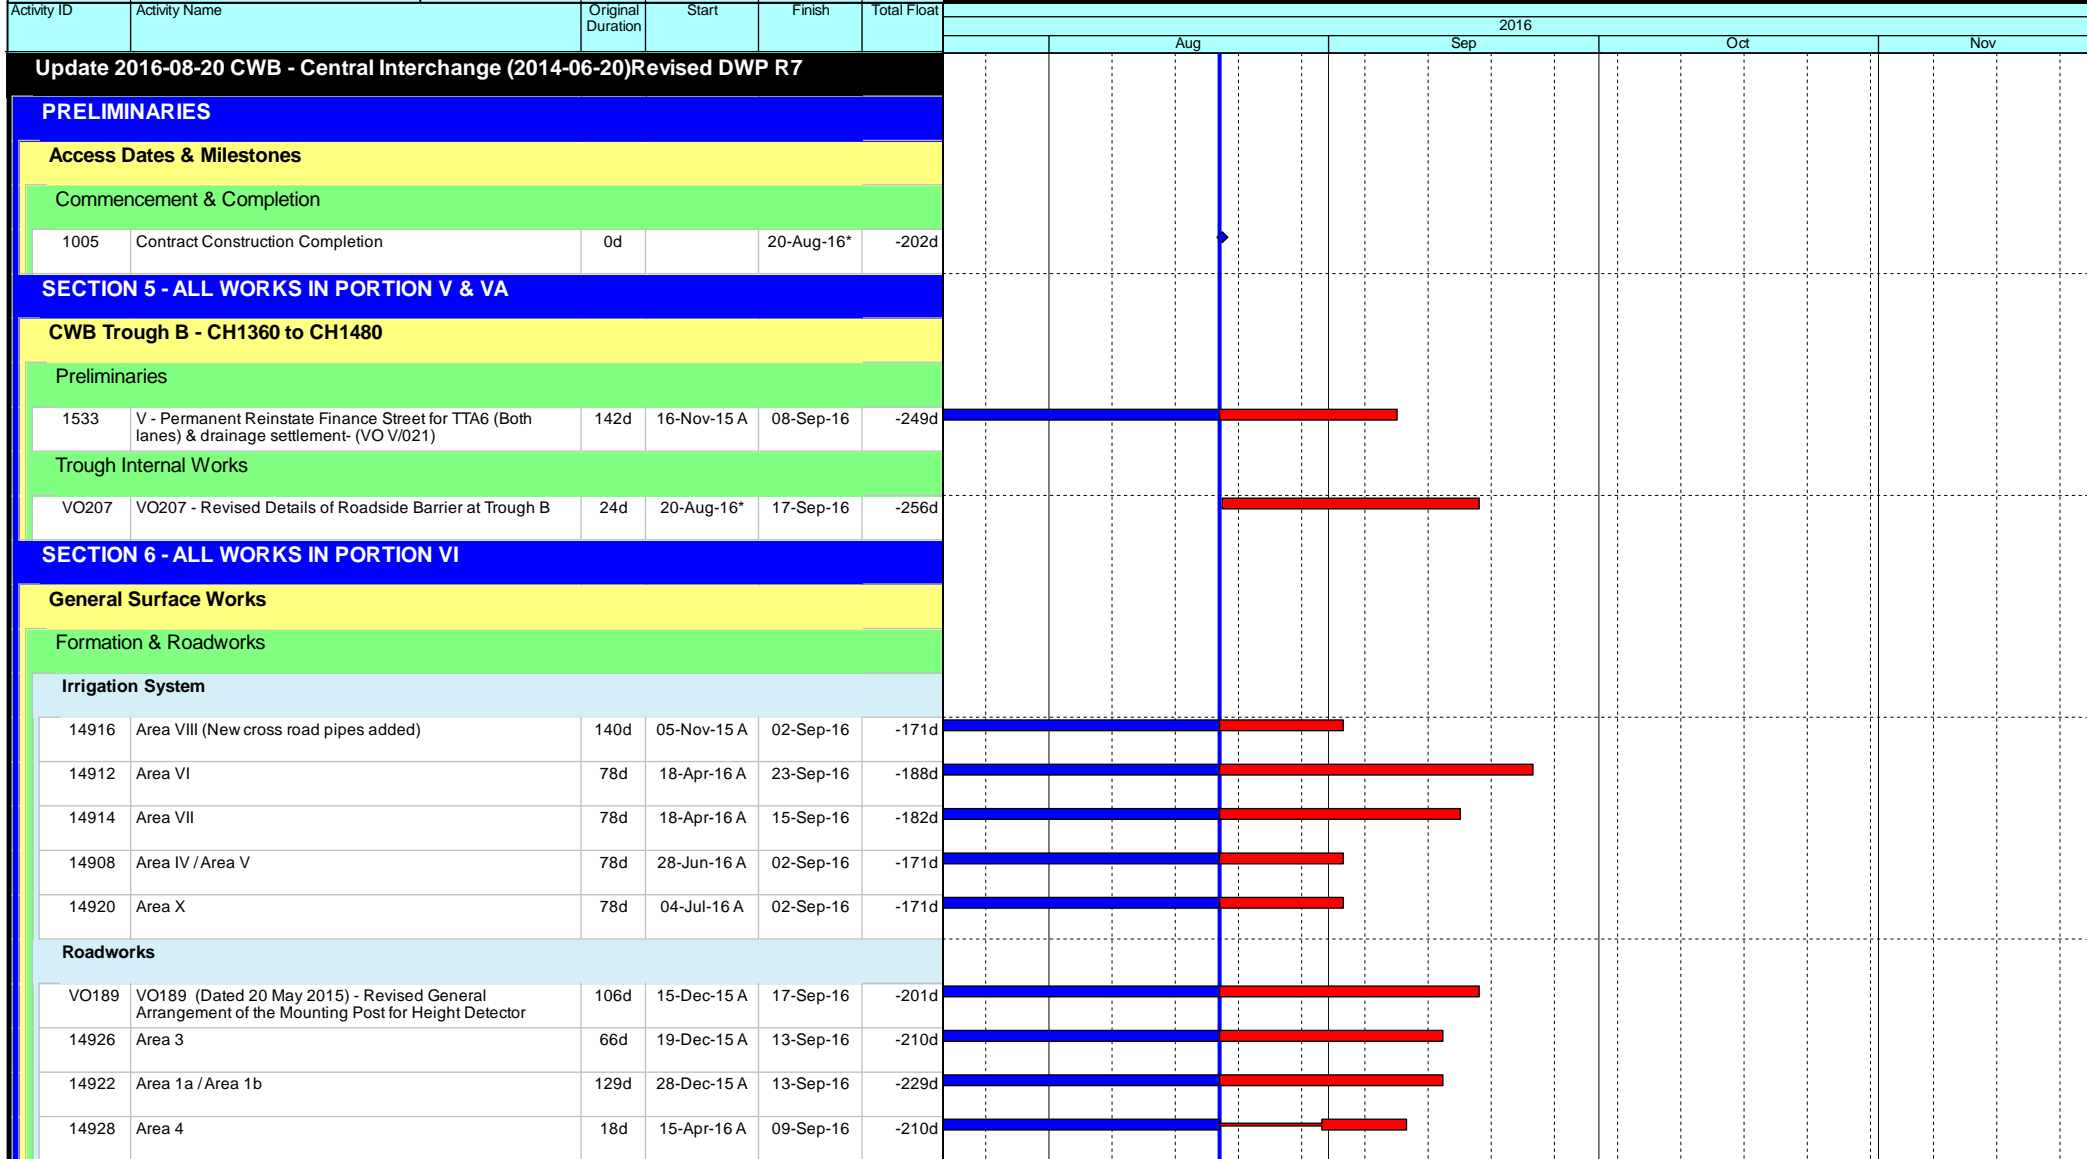 Activity ID Activity Name Original Duration Start Finish Total Float
2016
Aug Sep Oct Nov
Update 2016-08-20 CWB - Central Interchange (2014-06-20)Revised DWP R7
PRELIMINARIES
Access Dates & Milestones
Commencement & Completion
1005 Contract Construction Completion 0d 20-Aug-16* -202d
SECTION 5 - ALL WORKS IN PORTION V & VA
CWB Trough B - CH1360 to CH1480
Preliminaries
1533 V - Permanent Reinstate Finance Street for TTA6 (Both 142d 16-Nov-15 A 08-Sep-16 -249d
lanes) & drainage settlement- (VO V/021)
Trough Internal Works
VO207 VO207 - Revised Details of Roadside Barrier at Trough B 24d 20-Aug-16* 17-Sep-16 -256d
SECTION 6 - ALL WORKS IN PORTION VI
General Surface Works
Formation & Roadworks
Irrigation System
14916 Area VIII (New cross road pipes added) 140d 05-Nov-15 A 02-Sep-16 -171d
14912 Area VI 78d 18-Apr-16 A 23-Sep-16 -188d
14914 Area VII 78d 18-Apr-16 A 15-Sep-16 -182d
14908 Area IV / Area V 78d 28-Jun-16 A 02-Sep-16 -171d
14920 Area X 78d 04-Jul-16 A 02-Sep-16 -171d
Roadworks
VO189 VO189 (Dated 20 May 2015) - Revised General 106d 15-Dec-15 A 17-Sep-16 -201d
Arrangement of the Mounting Post for Height Detector
14926 Area 3 66d 19-Dec-15 A 13-Sep-16 -210d
14922 Area 1a / Area 1b 129d 28-Dec-15 A 13-Sep-16 -229d
14928 Area 4 18d 15-Apr-16 A 09-Sep-16 -210d